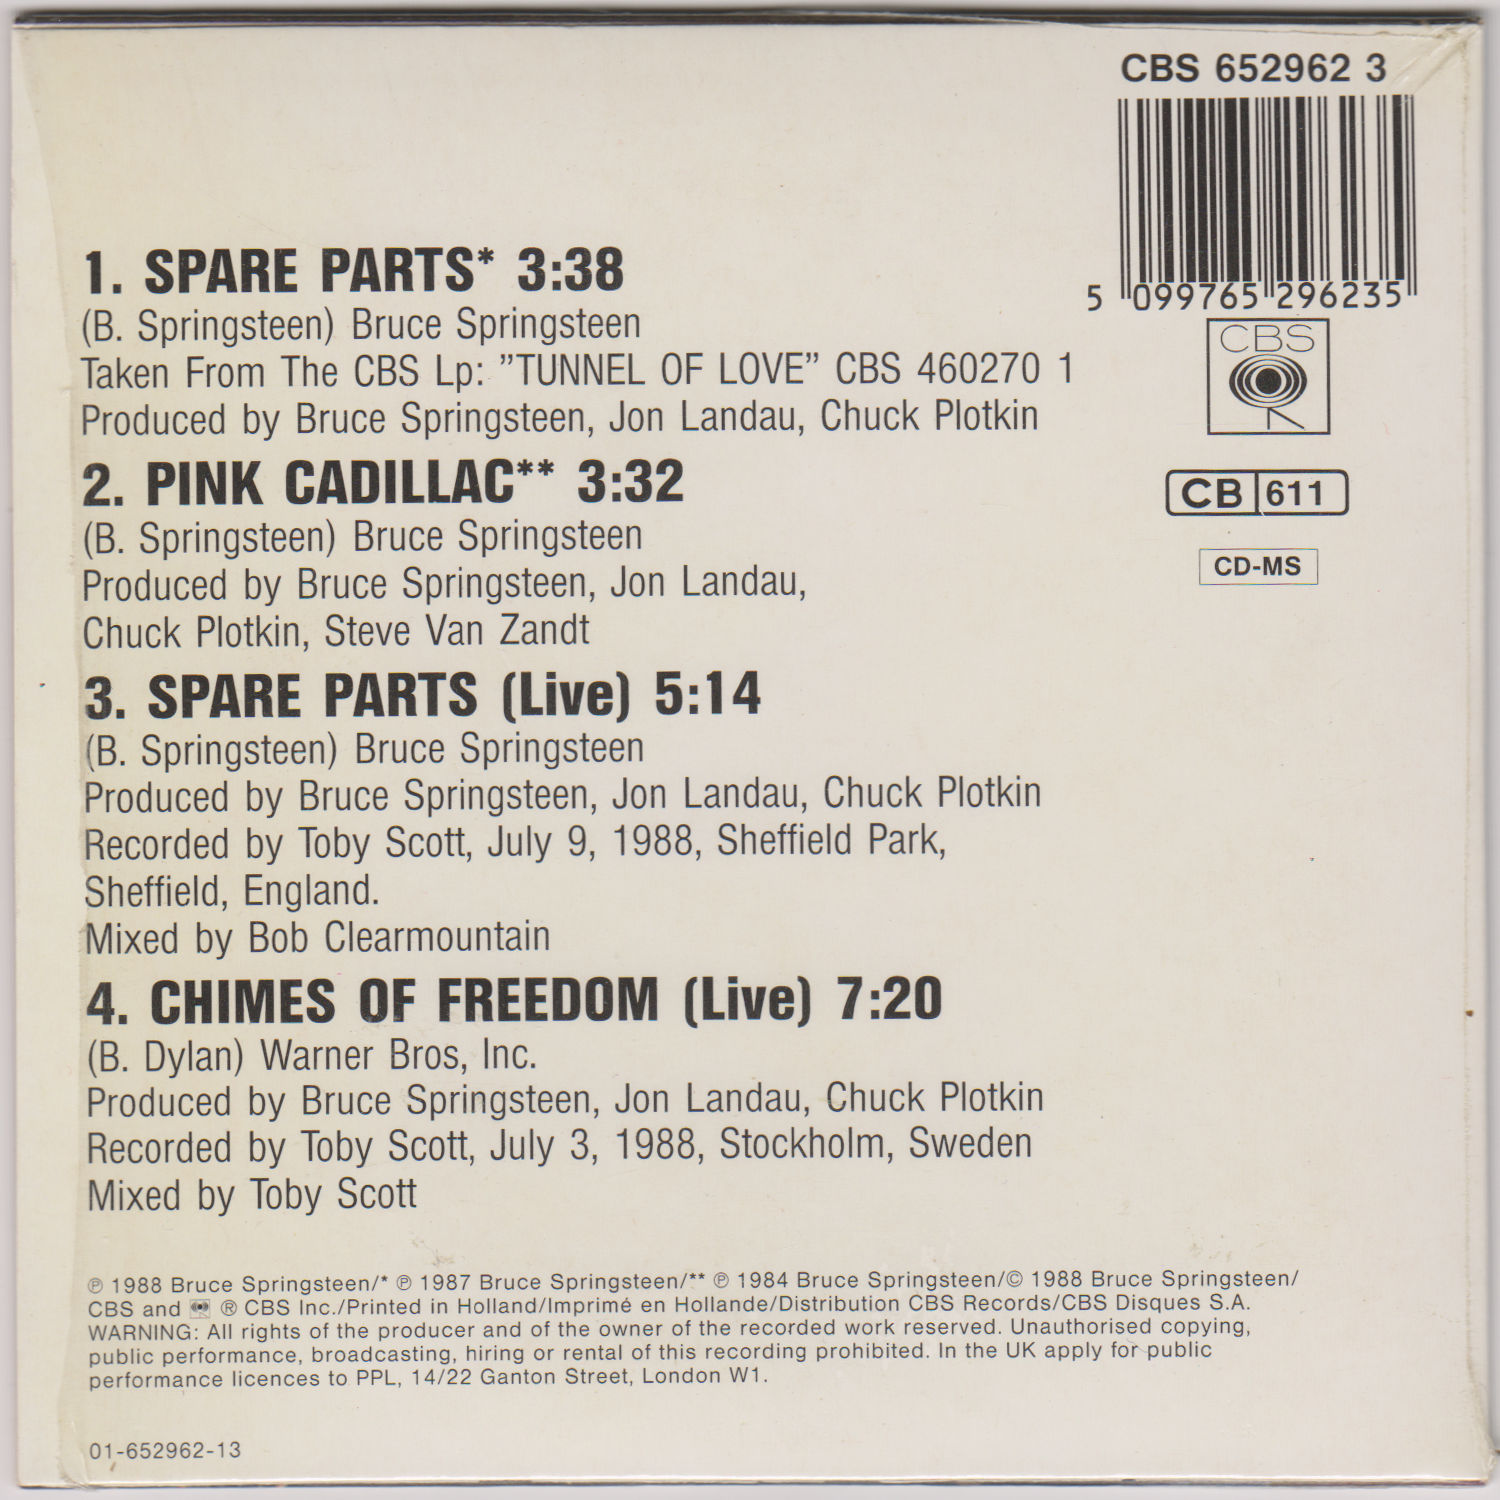 CBS 652962 3
5 099765 296235
CBS
CB 611
CD-MS
1. SPARE PARTS* 3:38
(B. Springsteen) Bruce Springsteen
Taken From The CBS Lp: ”TUNNEL OF LOVE” CBS 460270 1
Produced by Bruce Springsteen, Jon Landau, Chuck Plotkin
2. PINK CADILLAC** 3:32
(B. Springsteen) Bruce Springsteen
Produced by Bruce Springsteen, Jon Landau,
Chuck Plotkin, Steve Van Zandt
3. SPARE PARTS (Live) 5:14
(B. Springsteen) Bruce Springsteen
Produced by Bruce Springsteen, Jon Landau, Chuck Plotkin
Recorded by Toby Scott, July 9, 1988, Sheffield Park,
Sheffield, England.
Mixed by Bob Clearmountain
4. CHIMES OF FREEDOM (Live) 7:20
(B. Dylan) Warner Bros, Inc.
Produced by Bruce Springsteen, Jon Landau, Chuck Plotkin
Recorded by Toby Scott, July 3, 1988, Stockholm, Sweden
Mixed by Toby Scott
℗ 1988 Bruce Springsteen/* ℗ 1987 Bruce Springsteen/** ℗ 1984 Bruce Springsteen/© 1988 Bruce Springsteen/
CBS and ® CBS Inc./Printed in Holland/Imprimé en Hollande/Distribution CBS Records/CBS Disques S.A.
WARNING: All rights of the producer and of the owner of the recorded work reserved. Unauthorised copying,
public performance, broadcasting, hiring or rental of this recording prohibited. In the UK apply for public
performance licences to PPL, 14/22 Ganton Street, London W1.
01-652962-13